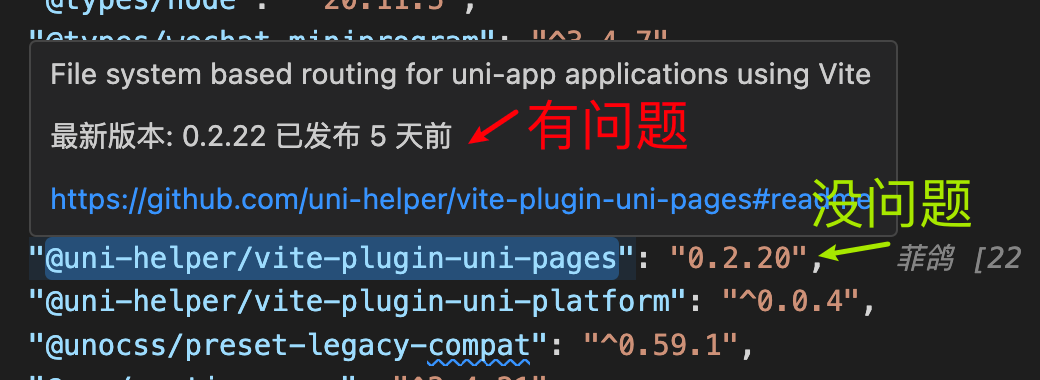 "@types/node": "^20.11.5",
"@types/wechat-miniprogram": "^3.4.7"
File system based routing for uni-app applications using Vite
最新版本: 0.2.22 已发布 5 天前
有问题
https://github.com/uni-helper/vite-plugin-uni-pages#readme
没问题
"@uni-helper/vite-plugin-uni-pages": "0.2.20", 菲鸽 [22
"@uni-helper/vite-plugin-uni-platform": "^0.0.4",
"@unocss/preset-legacy-compat": "^0.59.1",